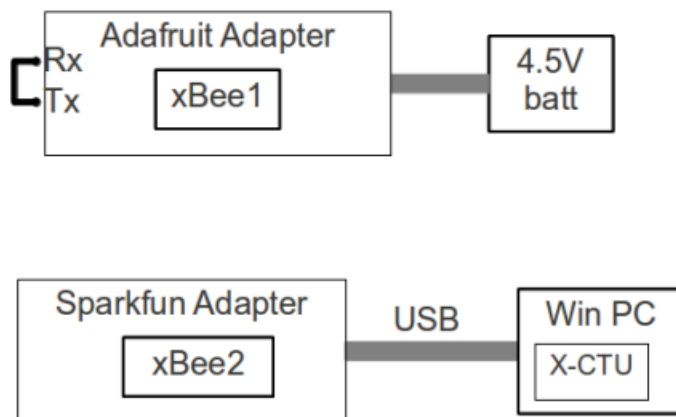 Adafruit Adapter
Rx
Tx
xBee1
4.5V
batt
Sparkfun Adapter
xBee2
USB
Win PC
X-CTU